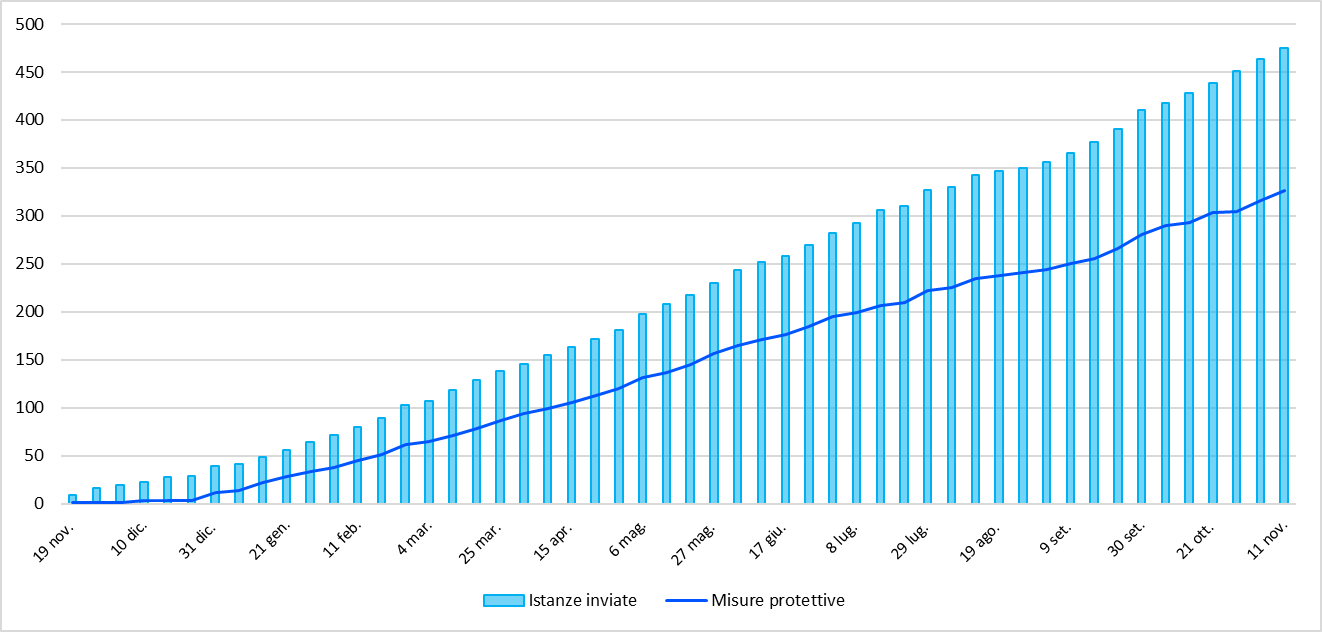 500
450
400
350
300
250
200
150
100
50
0
19 nov.
10 dic.
31 dic.
21 gen.
11 feb.
4 mar.
25 mar.
15 apr.
6 mag.
27 mag.
17 giu.
8 lug.
29 lug.
19 ago.
9 set.
30 set.
21 ott.
11 nov.
Istanze inviate Misure protettive